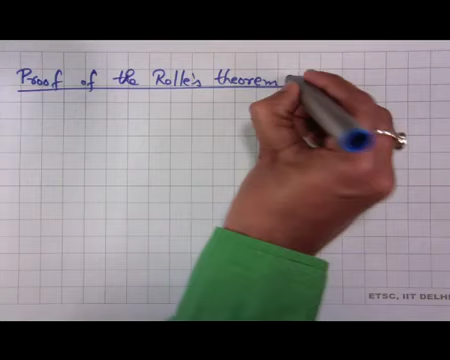 Proof of the Rolle's theorem
ETSC, IIT DELHI